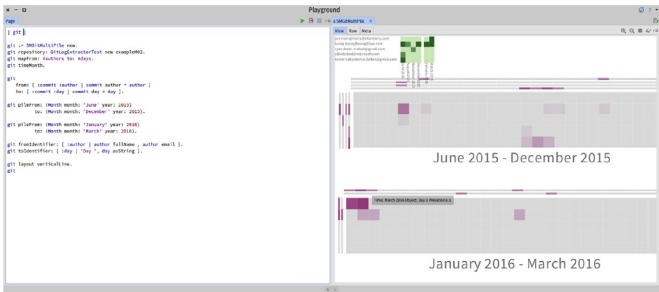 Playground
Page
| git |
git := SMGitMultiPile new.
git repository: GitLogExtractorTest new exampleMOI.
git mapFrom: #authors to: #days.
git timeMonth.
git
from: [ :commit :author | commit author = author ]
to: [ :commit :day | commit day = day ].
git pileFrom: (Month month: 'June' year: 2015)
to: (Month month: 'December' year: 2015).
git pileFrom: (Month month: 'January' year: 2016)
to: (Month month: 'March' year: 2016).
git fromIdentifier: [ :author | author fullName , author email ].
git toIdentifier: [ :day | 'Day ', day asString ].
git layout verticalLine.
git
a SMGitMultiPile
View Raw Meta
June 2015 - December 2015
January 2016 - March 2016